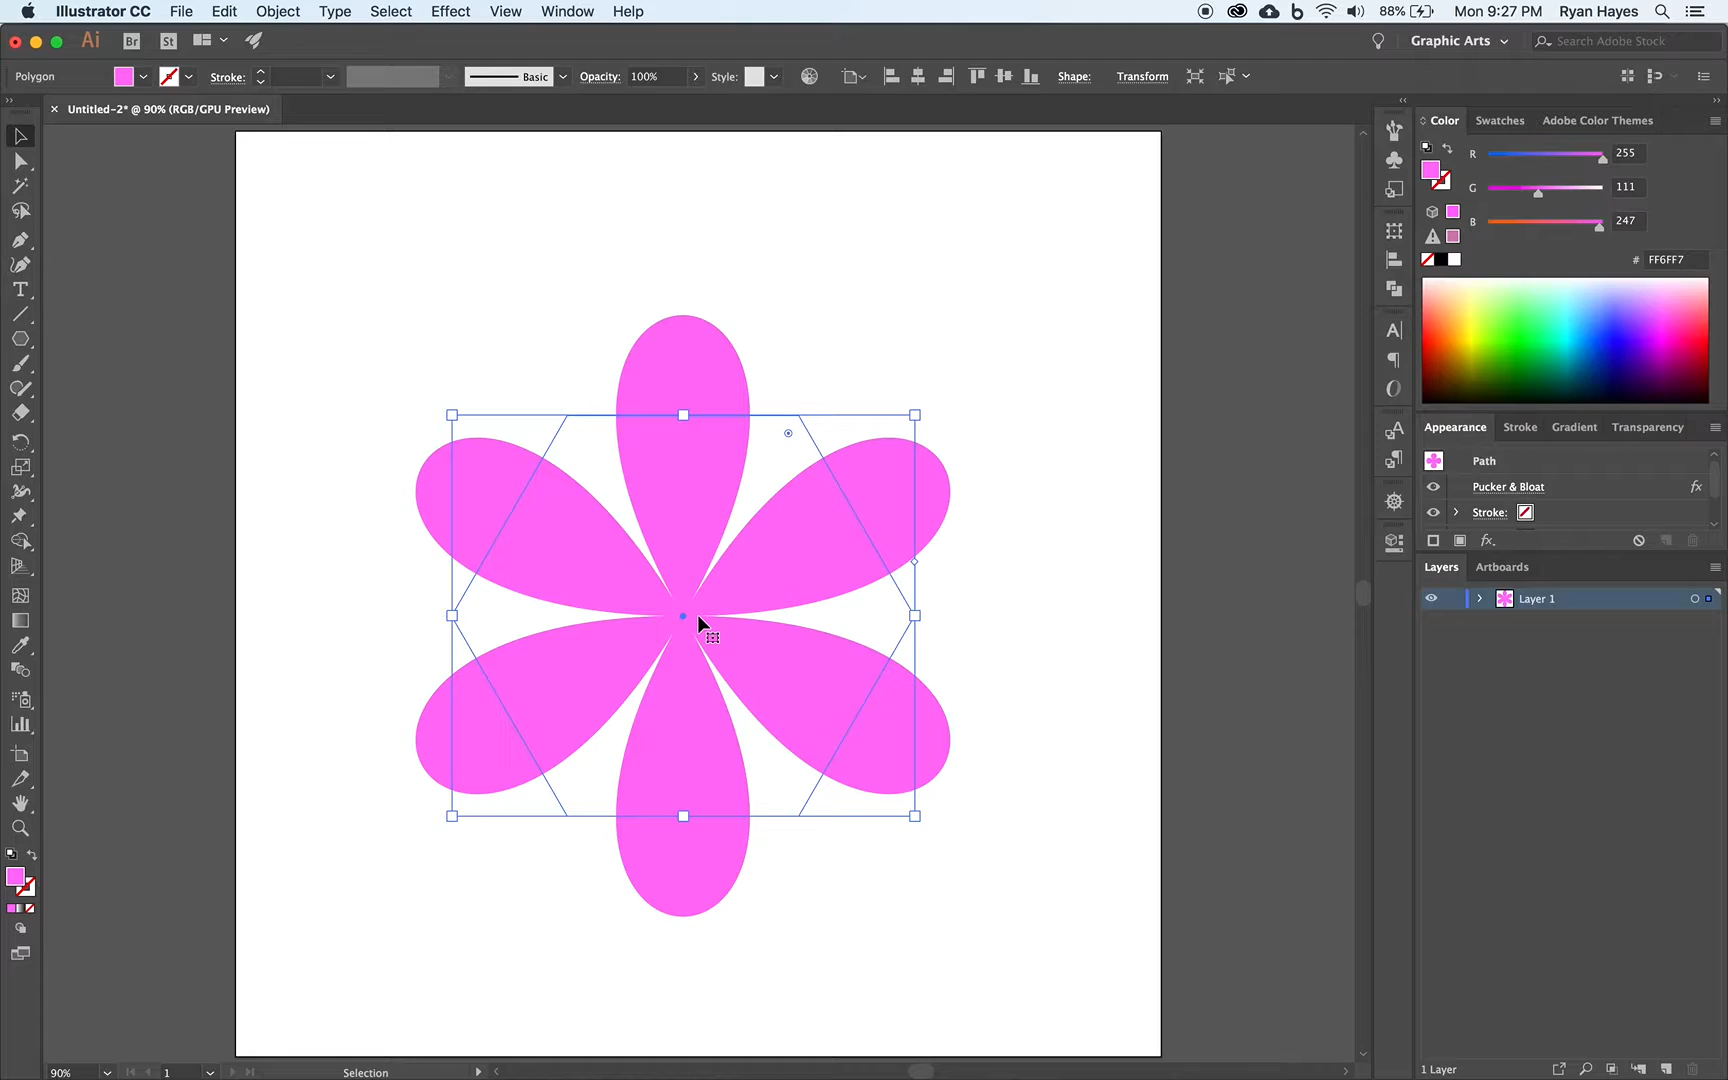 Illustrator CC File Edit Object Type Select Effect View Window Help 88% Mon 9:27 PM Ryan Hayes
Ai Br St Graphic Arts Search Adobe Stock
Polygon Stroke: Basic Opacity: 100% Style: Shape: Transform
Untitled-2* @ 90% (RGB/GPU Preview)
Color Swatches Adobe Color Themes
R 255
G 111
B 247
# FF6FF7
Appearance Stroke Gradient Transparency
Path
Pucker & Bloat fx
Stroke:
fx.
Layers Artboards
Layer 1
90% 1 Selection 1 Layer